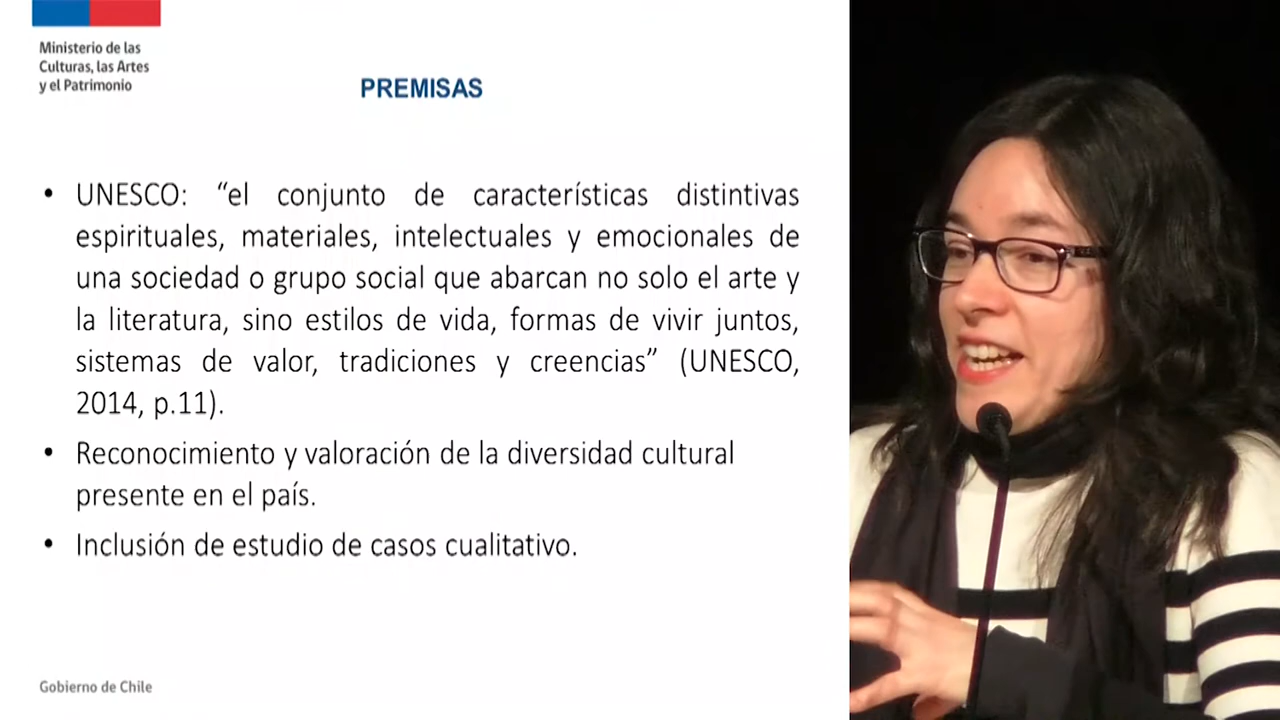 Ministerio de las
Culturas, las Artes
y el Patrimonio
PREMISAS
• UNESCO: “el conjunto de características distintivas
espirituales, materiales, intelectuales y emocionales de
una sociedad o grupo social que abarcan no solo el arte y
la literatura, sino estilos de vida, formas de vivir juntos,
sistemas de valor, tradiciones y creencias” (UNESCO,
2014, p.11).
• Reconocimiento y valoración de la diversidad cultural
presente en el país.
• Inclusión de estudio de casos cualitativo.
Gobierno de Chile